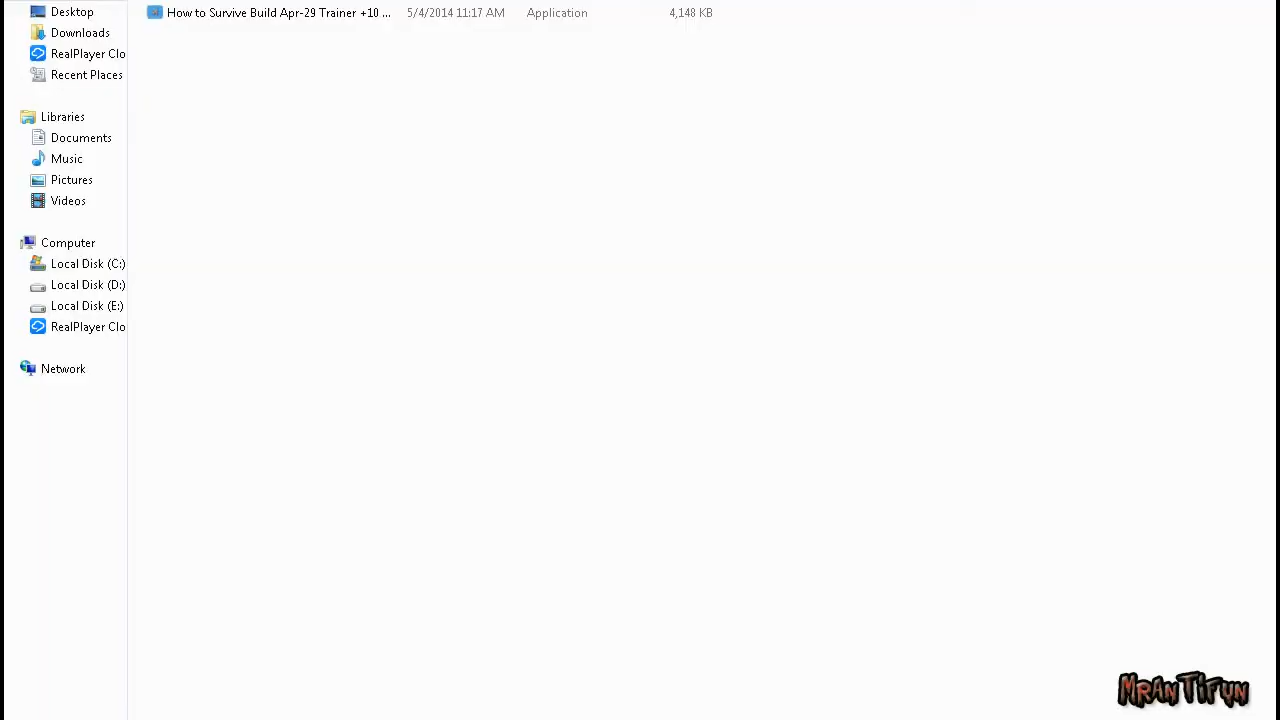 Desktop
How to Survive Build Apr-29 Trainer +10 ... 5/4/2014 11:17 AM Application 4,148 KB
Downloads
RealPlayer Clo
Recent Places
Libraries
Documents
Music
Pictures
Videos
Computer
Local Disk (C:)
Local Disk (D:)
Local Disk (E:)
RealPlayer Clo
Network
MrAnTiFun